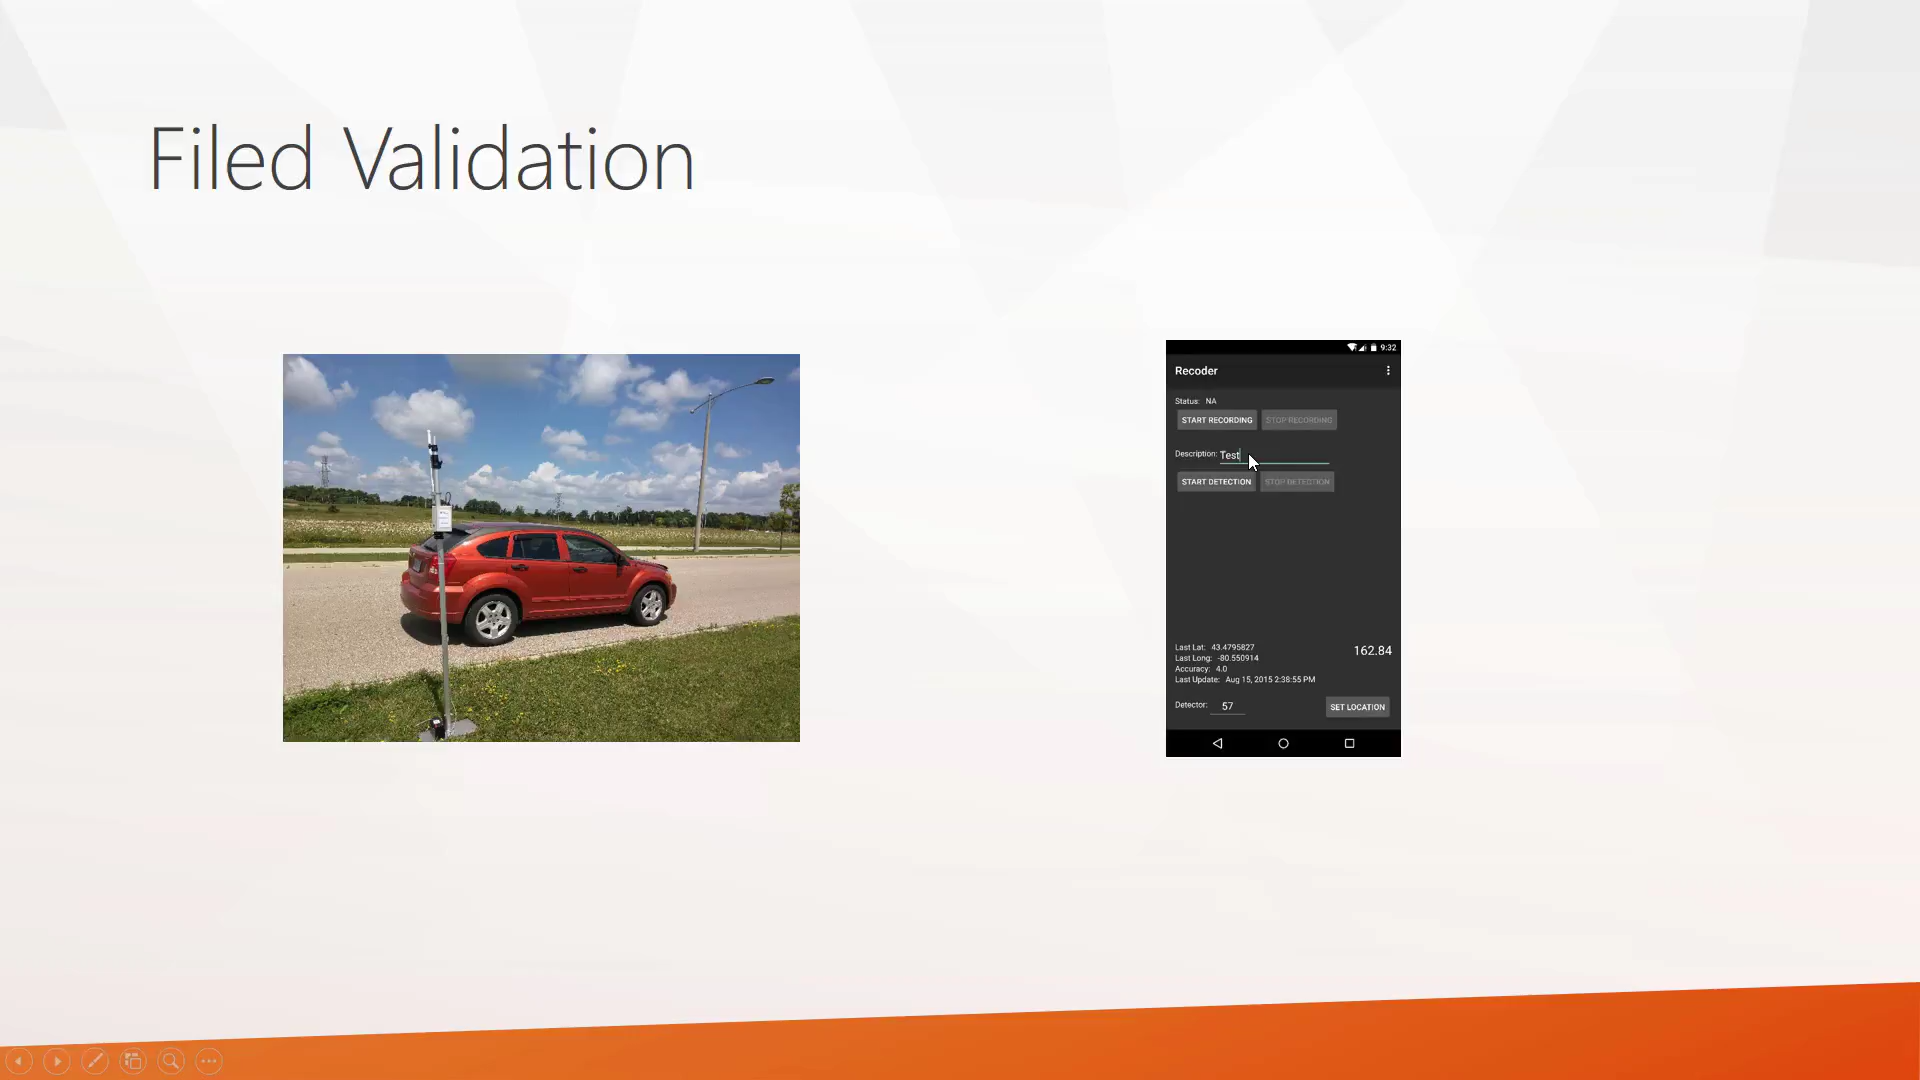 Filed Validation
9:32
Recoder
Status: NA
START RECORDING STOP RECORDING
Description: Test
START DETECTION STOP DETECTION
Last Lat: 43.4795827
162.84
Last Long: -80.550914
Accuracy: 4.0
Last Update: Aug 15, 2015 2:38:55 PM
Detector: 57
SET LOCATION